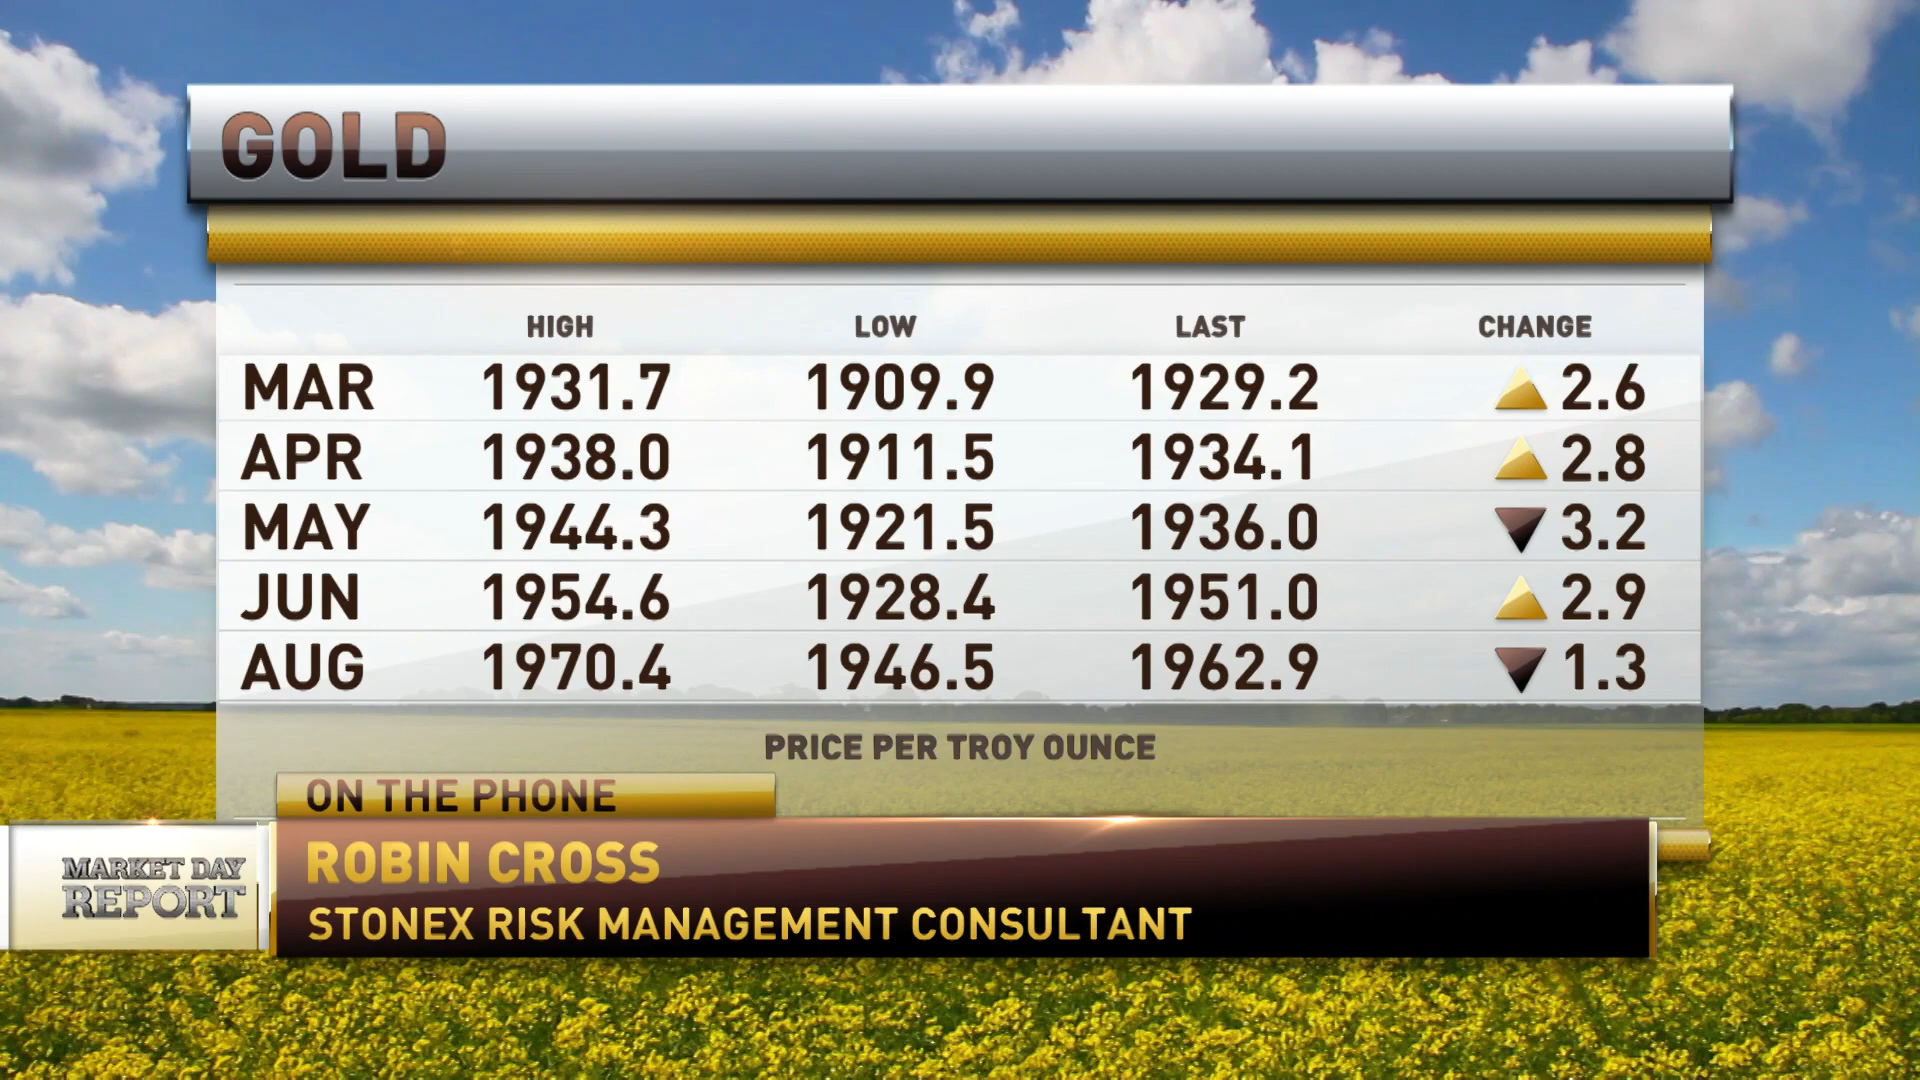 GOLD
HIGH LOW LAST CHANGE
MAR 1931.7 1909.9 1929.2 ▲ 2.6
APR 1938.0 1911.5 1934.1 ▲ 2.8
MAY 1944.3 1921.5 1936.0 ▼ 3.2
JUN 1954.6 1928.4 1951.0 ▲ 2.9
AUG 1970.4 1946.5 1962.9 ▼ 1.3
PRICE PER TROY OUNCE
ON THE PHONE
ROBIN CROSS
STONEX RISK MANAGEMENT CONSULTANT
MARKET DAY
REPORT